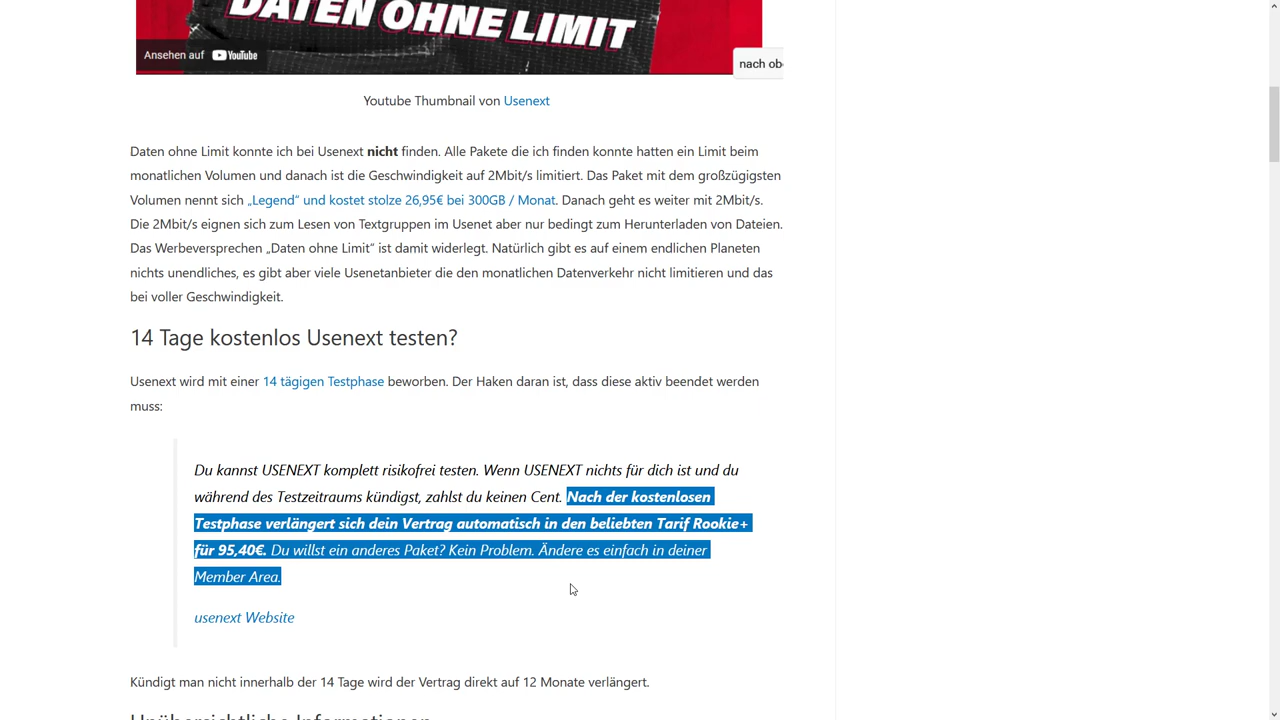 DATEN OHNE LIMIT
Ansehen auf YouTube
nach ob
Youtube Thumbnail von Usenext
Daten ohne Limit konnte ich bei Usenext nicht finden. Alle Pakete die ich finden konnte hatten ein Limit beim
monatlichen Volumen und danach ist die Geschwindigkeit auf 2Mbit/s limitiert. Das Paket mit dem großzügigsten
Volumen nennt sich „Legend“ und kostet stolze 26,95€ bei 300GB / Monat. Danach geht es weiter mit 2Mbit/s.
Die 2Mbit/s eignen sich zum Lesen von Textgruppen im Usenet aber nur bedingt zum Herunterladen von Dateien.
Das Werbeversprechen „Daten ohne Limit“ ist damit widerlegt. Natürlich gibt es auf einem endlichen Planeten
nichts unendliches, es gibt aber viele Usenetanbieter die den monatlichen Datenverkehr nicht limitieren und das
bei voller Geschwindigkeit.
14 Tage kostenlos Usenext testen?
Usenext wird mit einer 14 tägigen Testphase beworben. Der Haken daran ist, dass diese aktiv beendet werden
muss:
Du kannst USENEXT komplett risikofrei testen. Wenn USENEXT nichts für dich ist und du
während des Testzeitraums kündigst, zahlst du keinen Cent. Nach der kostenlosen
Testphase verlängert sich dein Vertrag automatisch in den beliebten Tarif Rookie+
für 95,40€. Du willst ein anderes Paket? Kein Problem. Ändere es einfach in deiner
Member Area.
usenext Website
Kündigt man nicht innerhalb der 14 Tage wird der Vertrag direkt auf 12 Monate verlängert.
Unübersichtliche Informationen